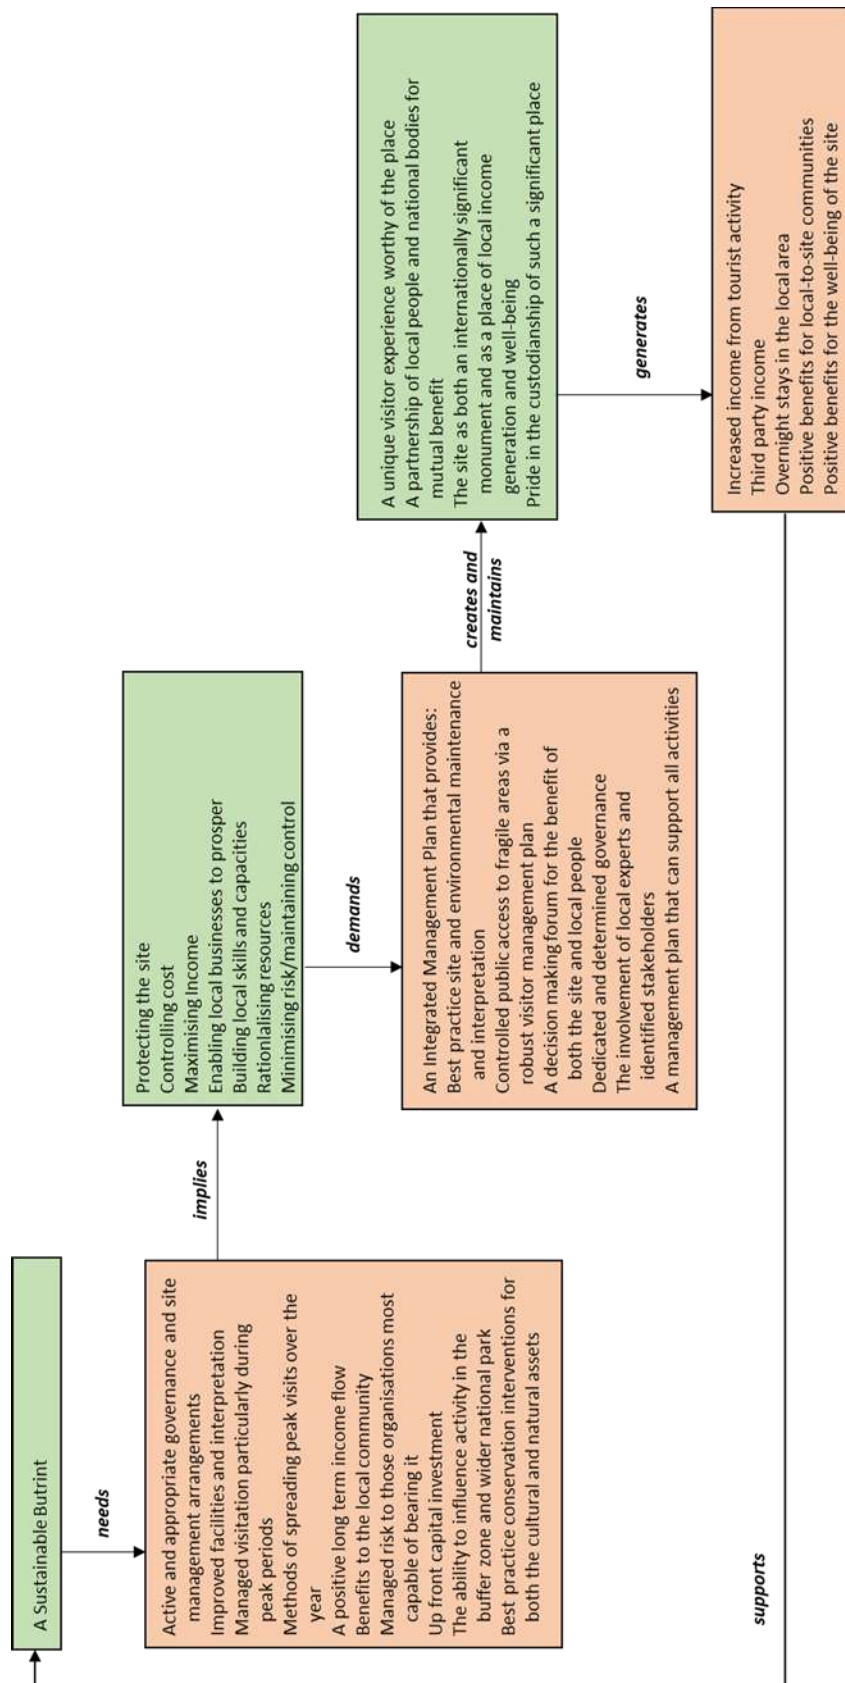 A Sustainable Butrint
needs
Active and appropriate governance and site
management arrangements
Improved facilities and interpretation
Managed visitation particularly during
peak periods
Methods of spreading peak visits over the
year
A positive long term income flow
Benefits to the local community
Managed risk to those organisations most
capable of bearing it
Up front capital investment
The ability to influence activity in the
buffer zone and wider national park
Best practice conservation interventions for
both the cultural and natural assets
implies
Protecting the site
Controlling cost
Maximising Income
Enabling local businesses to prosper
Building local skills and capacities
Rationlalising resources
Minimising risk/maintaining control
demands
An Integrated Management Plan that provides:
Best practice site and environmental maintenance
and interpretation
Controlled public access to fragile areas via a
robust visitor management plan
A decision making forum for the benefit of
both the site and local people
Dedicated and determined governance
The involvement of local experts and
identified stakeholders
A management plan that can support all activities
creates and
maintains
A unique visitor experience worthy of the place
A partnership of local people and national bodies for
mutual benefit
The site as both an internationally significant
monument and as a place of local income
generation and well-being
Pride in the custodianship of such a significant place
generates
Increased income from tourist activity
Third party income
Overnight stays in the local area
Positive benefits for local-to-site communities
Positive benefits for the well-being of the site
supports